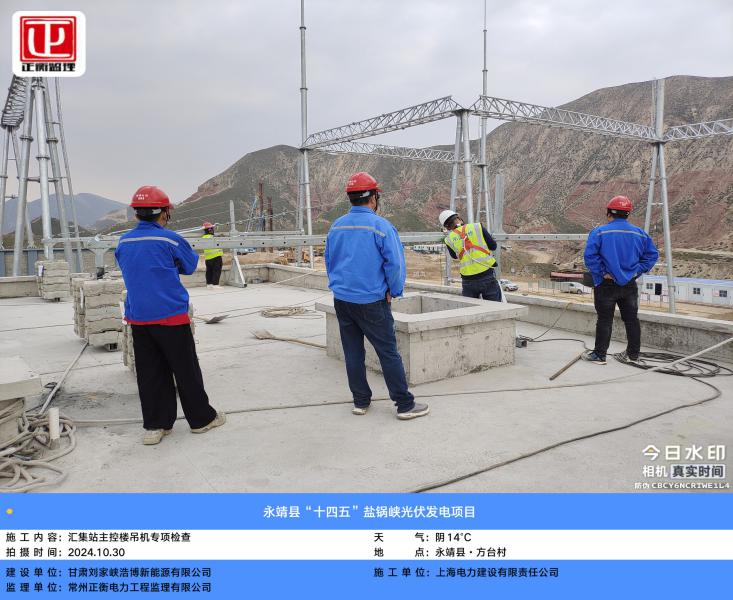 正衡监理
今日水印
相机 真实时间
防伪 CBCY6NCRTWE1L4
永靖县“十四五”盐锅峡光伏发电项目
施工内容：汇集站主控楼吊机专项检查
天气：阴 14℃
拍摄时间：2024.10.30
地点：永靖县·方台村
建设单位：甘肃刘家峡浩博新能源有限公司
施工单位：上海电力建设有限责任公司
监理单位：常州正衡电力工程监理有限公司